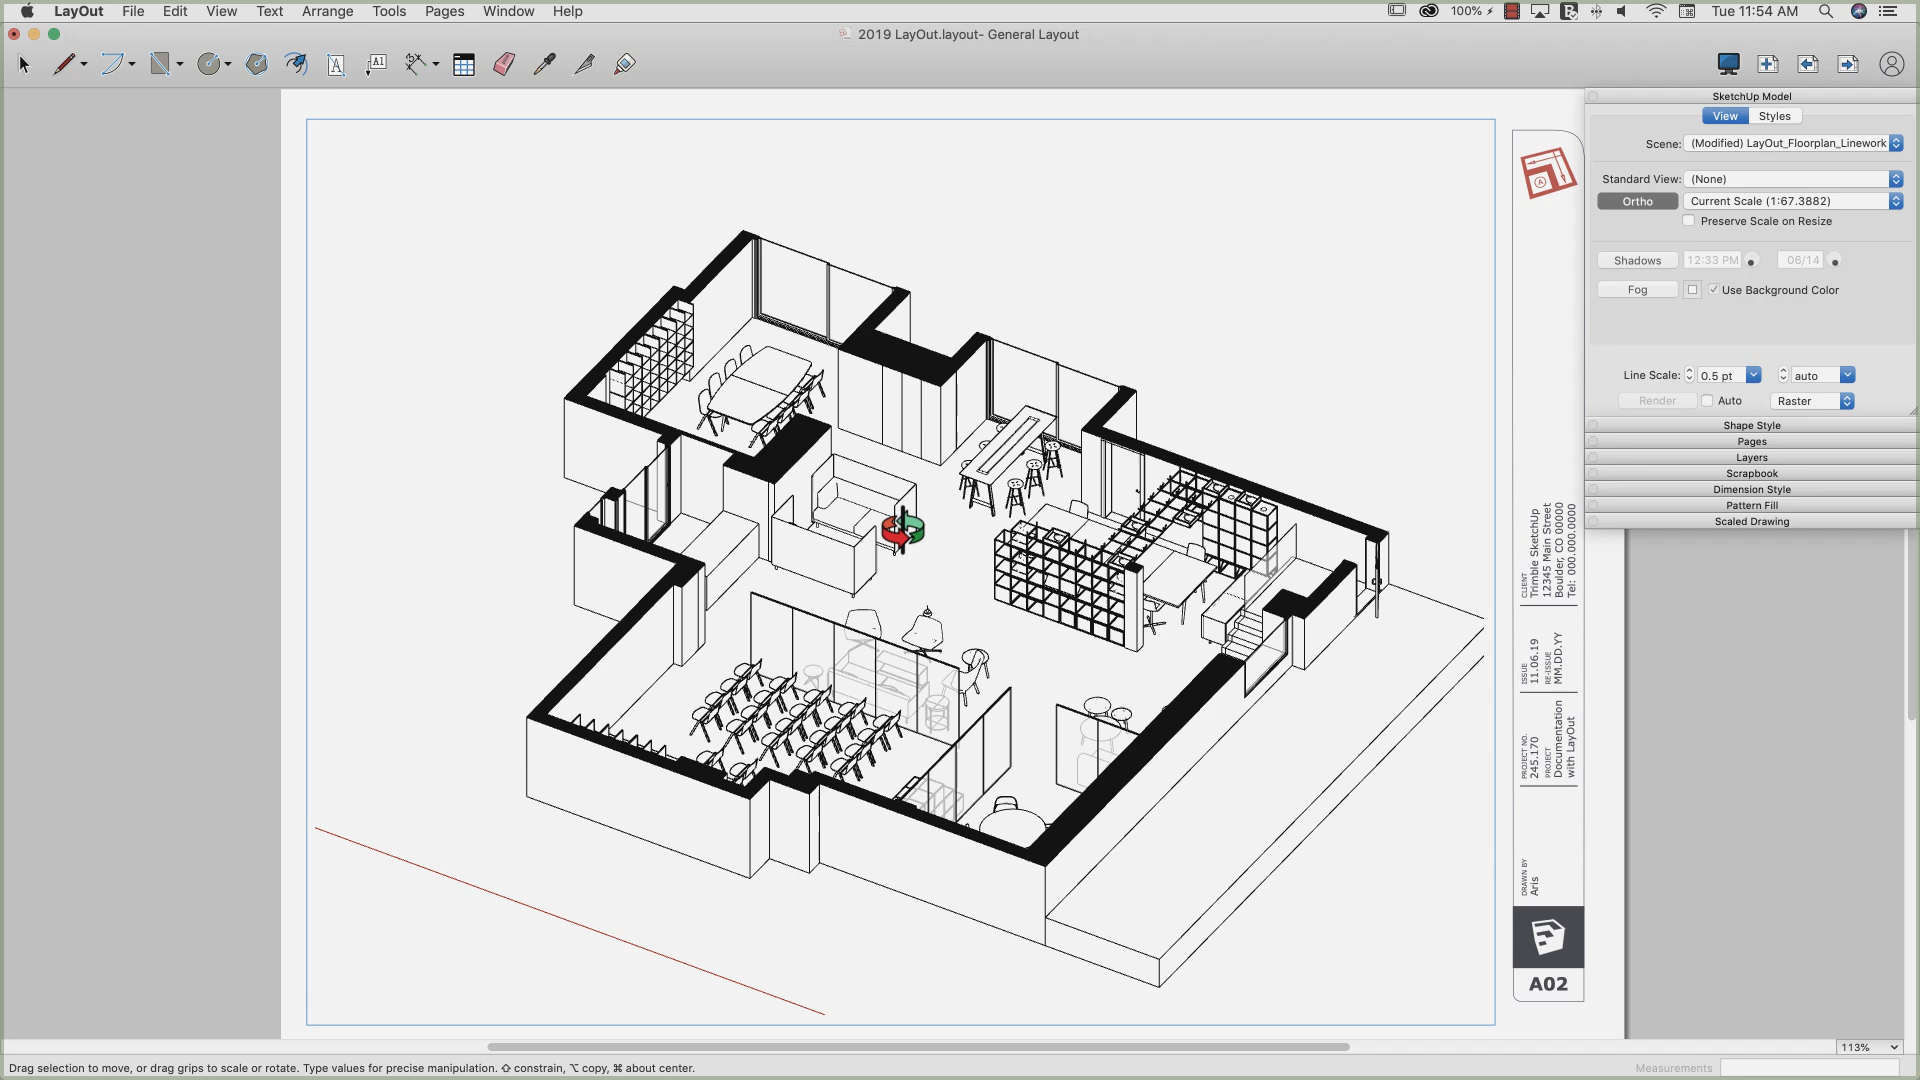 LayOut File Edit View Text Arrange Tools Pages Window Help
100% Tue 11:54 AM
2019 LayOut.layout- General Layout
A
A1
SketchUp Model
View Styles
Scene: (Modified) LayOut_Floorplan_Linework
Standard View: (None)
Ortho Current Scale (1:67.3882)
Preserve Scale on Resize
Shadows 12:33 PM 06/14
Fog Use Background Color
Line Scale: 0.5 pt auto
Render Auto Raster
Shape Style
Pages
Layers
Scrapbook
Dimension Style
Pattern Fill
Scaled Drawing
CLIENT
Trimble SketchUp
12345 Main Street
Boulder, CO 00000
Tel: 000.000.0000
ISSUE
11.06.19
RE-ISSUE
MM.DD.YY
PROJECT NO.
245.170
PROJECT
Documentation
with LayOut
DRAWN BY
Aris
A02
113%
Drag selection to move, or drag grips to scale or rotate. Type values for precise manipulation. ⇧ constrain, ⌥ copy, ⌘ about center.
Measurements